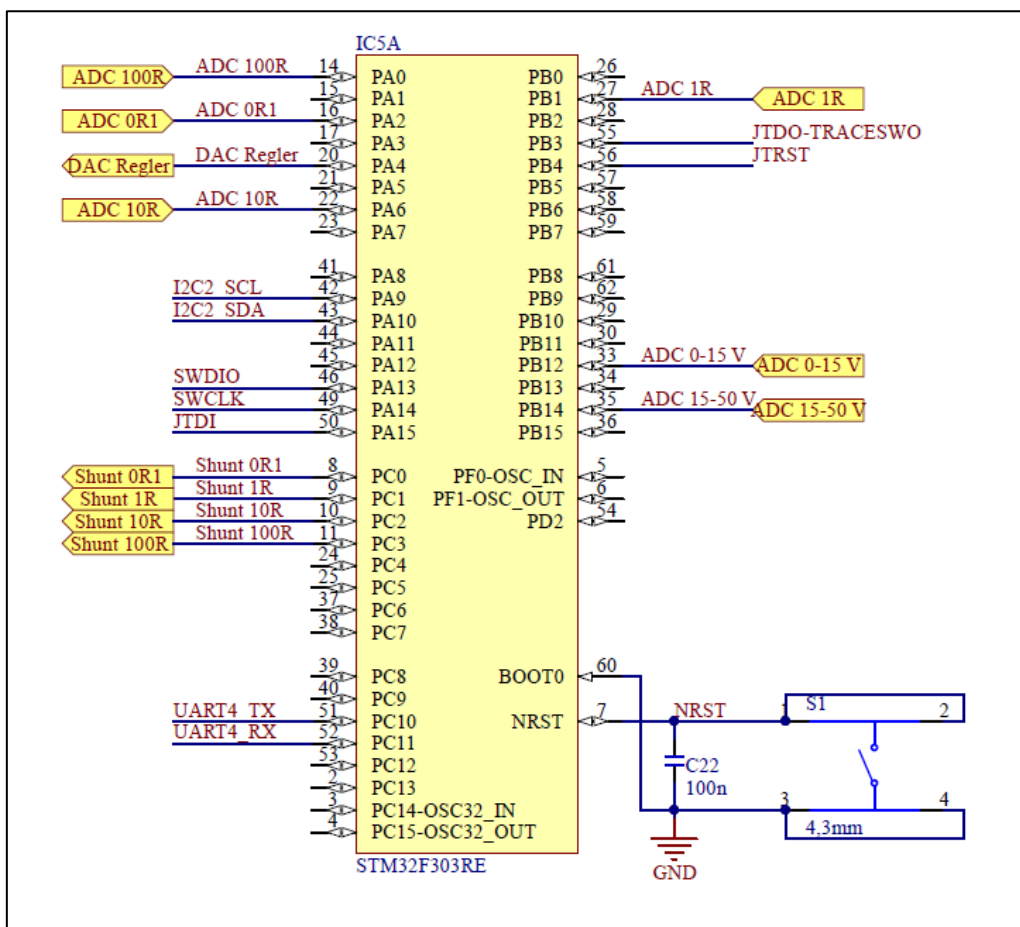 IC5A
ADC 100R ADC 100R 14 PA0 PB0 26
15 PA1 PB1 27 ADC 1R ADC 1R
ADC 0R1 ADC 0R1 16 PA2 PB2 28
17 PA3 PB3 55 JTDO-TRACESWO
DAC Regler DAC Regler 20 PA4 PB4 56 JTRST
21 PA5 PB5 57
ADC 10R ADC 10R 22 PA6 PB6 58
23 PA7 PB7 59
41 PA8 PB8 61
I2C2_SCL 42 PA9 PB9 62
I2C2_SDA 43 PA10 PB10 29
44 PA11 PB11 30
45 PA12 PB12 33 ADC 0-15 V ADC 0-15 V
SWDIO 46 PA13 PB13 34
SWCLK 49 PA14 PB14 35 ADC 15-50 V ADC 15-50 V
JTDI 50 PA15 PB15 36
Shunt 0R1 Shunt 0R1 8 PC0 PF0-OSC_IN 5
Shunt 1R Shunt 1R 9 PC1 PF1-OSC_OUT 6
Shunt 10R Shunt 10R 10 PC2 PD2 54
Shunt 100R Shunt 100R 11 PC3
24 PC4
25 PC5
37 PC6
38 PC7
39 PC8 BOOT0 60
40 PC9
UART4_TX 51 PC10 NRST 7 NRST 1 S1 2
UART4_RX 52 PC11
53 PC12 C22
2 PC13 100n
3 PC14-OSC32_IN 3 4
4 PC15-OSC32_OUT 4,3mm
STM32F303RE GND